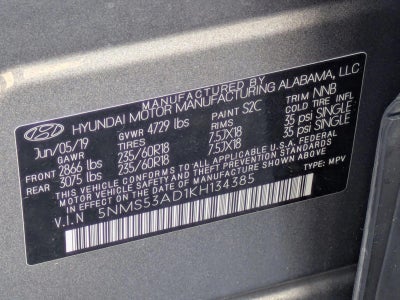 MANUFACTURED BY
HYUNDAI MOTOR MANUFACTURING ALABAMA, LLC
Jun/05/19 GVWR 4729 lbs PAINT S2C TRIM NNB
GAWR TIRES RIMS COLD TIRE INFLATION
FRONT 2866 lbs 235/60R18 7.5JX18 35 psi SINGLE
REAR 3075 lbs 235/60R18 7.5JX18 35 psi SINGLE
THIS VEHICLE CONFORMS TO ALL APPLICABLE U.S.A. FEDERAL
MOTOR VEHICLE SAFETY AND THEFT PREVENTION STANDARDS
IN EFFECT ON THE DATE OF MANUFACTURE SHOWN ABOVE.
V.I.N 5NMS53AD1KH134385 TYPE: MPV